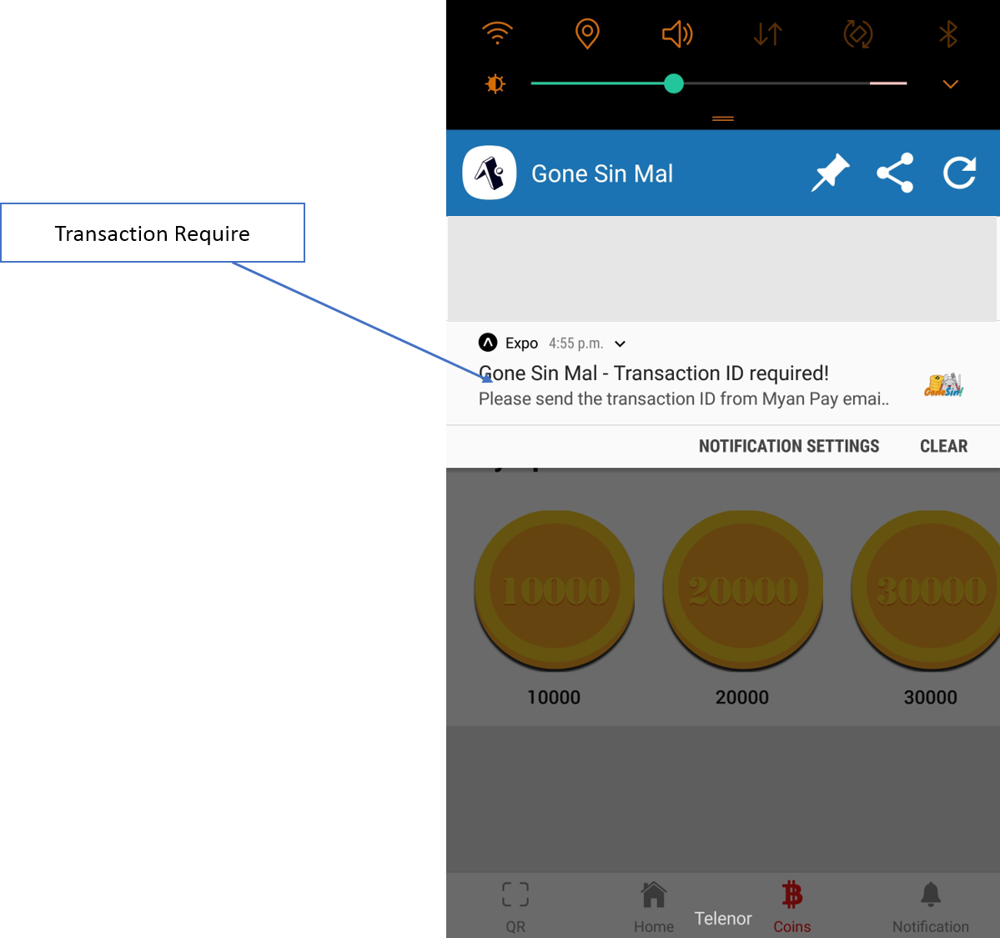 Gone Sin Mal
Transaction Require
Expo 4:55 p.m.
Gone Sin Mal - Transaction ID required!
Please send the transaction ID from Myan Pay emai..
GoneSin!
NOTIFICATION SETTINGS CLEAR
10000 20000 30000
10000 20000 30000
Telenor
QR Home Coins Notification